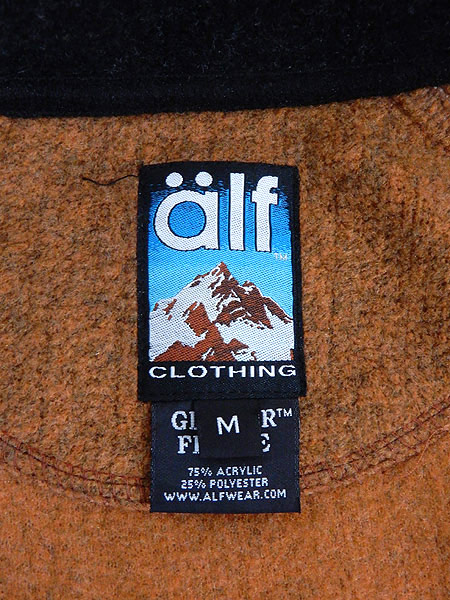 älf
TM
CLOTHING
M
75% ACRYLIC
25% POLYESTER
WWW.ALFWEAR.COM